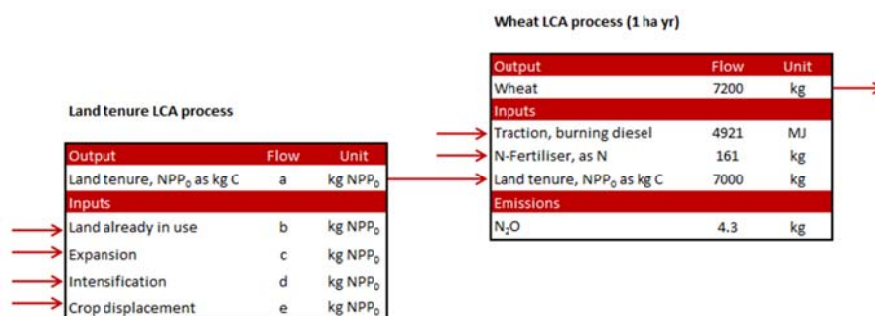 Wheat LCA process (1 ha yr)
Output Flow Unit
Wheat 7200 kg
Inputs
Traction, burning diesel 4921 MJ
N-Fertiliser, as N 161 kg
Land tenure, NPP₀ as kg C 7000 kg
Emissions
N₂O 4.3 kg
Land tenure LCA process
Output Flow Unit
Land tenure, NPP₀ as kg C a kg NPP₀
Inputs
Land already in use b kg NPP₀
Expansion c kg NPP₀
Intensification d kg NPP₀
Crop displacement e kg NPP₀